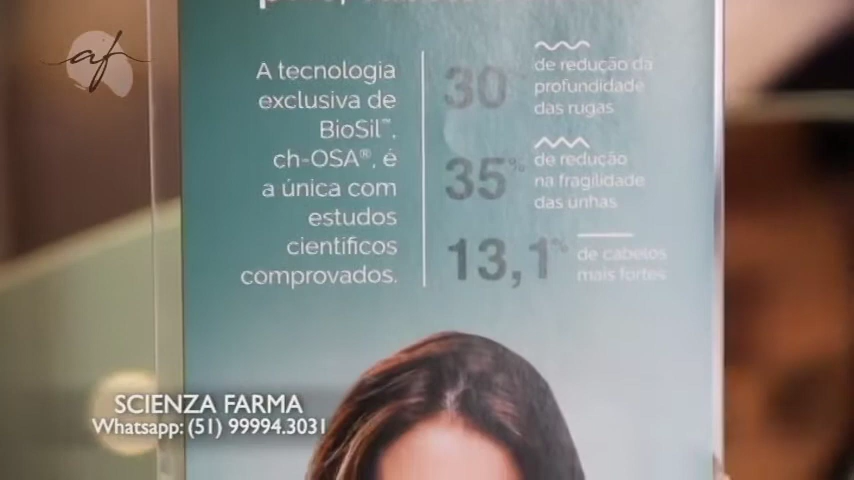 af
A tecnologia
exclusiva de
BioSil™,
ch-OSA®, é
a única com
estudos
científicos
comprovados.
30
de redução da
profundidade
das rugas
35%
de redução
na fragilidade
das unhas
13,1%
de cabelos
mais fortes
SCIENZA FARMA
Whatsapp: (51) 99994.3031